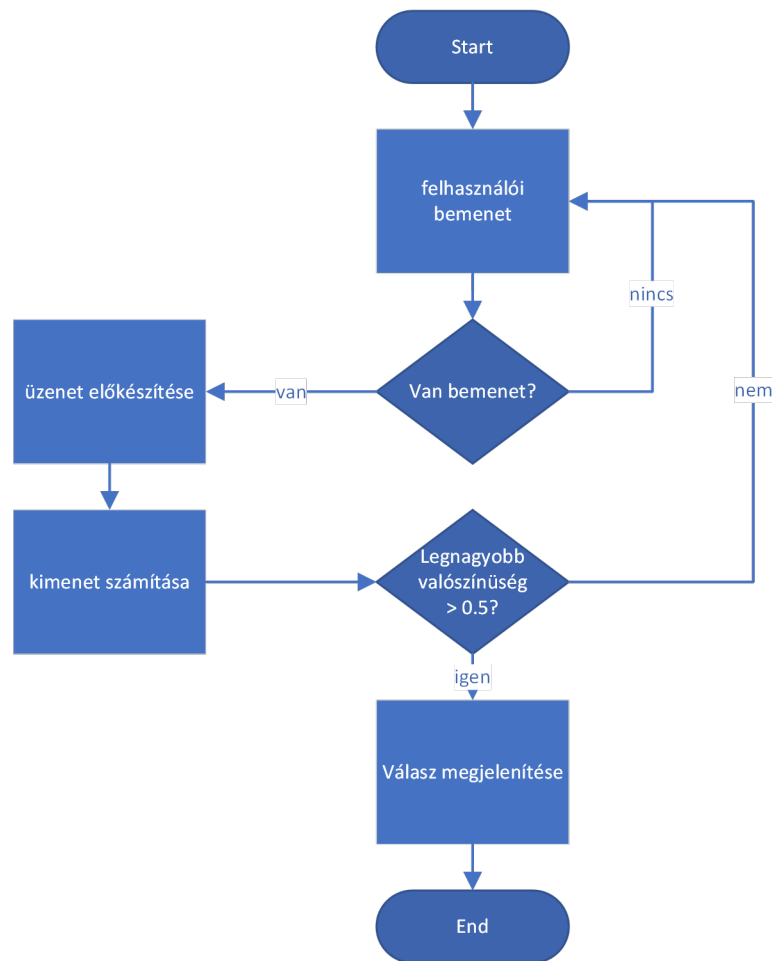 Start
felhasználói
bemenet
nincs
üzenet előkészítése
van
Van bemenet?
nem
kimenet számítása
Legnagyobb
valószínüség
> 0.5?
igen
Válasz megjelenítése
End